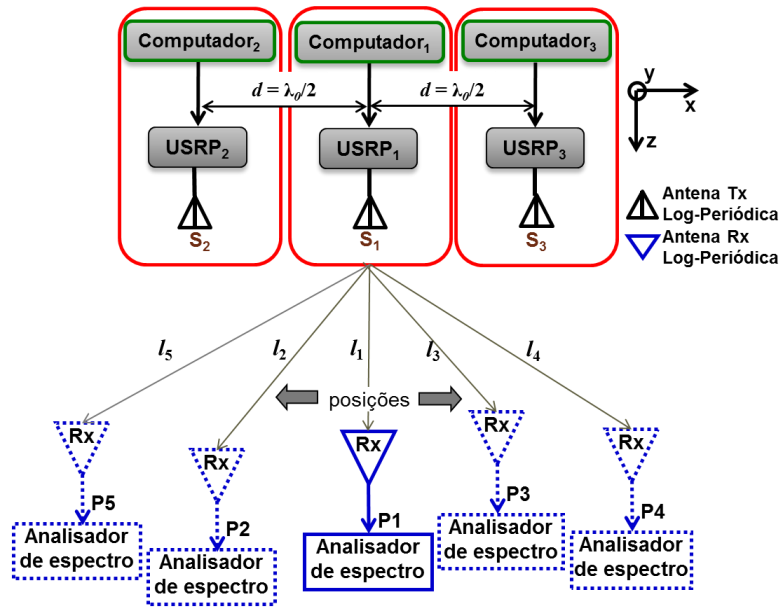 Computador₂ Computador₁ Computador₃
d = λ₀/2 d = λ₀/2
y
x
z
USRP₂ USRP₁ USRP₃
Antena Tx
Log-Periódica
S₂ S₁ S₃
Antena Rx
Log-Periódica
l₅ l₂ l₁ l₃ l₄
posições
Rx Rx Rx Rx Rx
P5 P2 P1 P3 P4
Analisador
de espectro
Analisador
de espectro
Analisador
de espectro
Analisador
de espectro
Analisador
de espectro